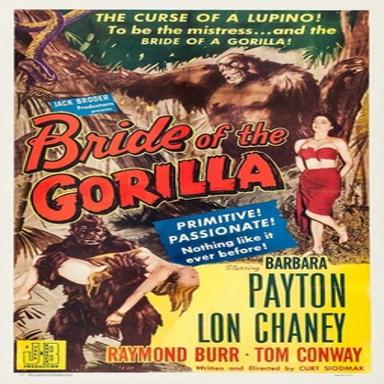 THE CURSE OF A LUPINO!
To be the mistress...and the
BRIDE OF A GORILLA!
JACK BRODER
Productions
presents
Bride of the
GORILLA
PRIMITIVE!
PASSIONATE!
Nothing like it
ever before!
Starring
BARBARA
PAYTON
LON CHANEY
RAYMOND BURR · TOM CONWAY
Written and Directed by CURT SIODMAK
PRODUCTION